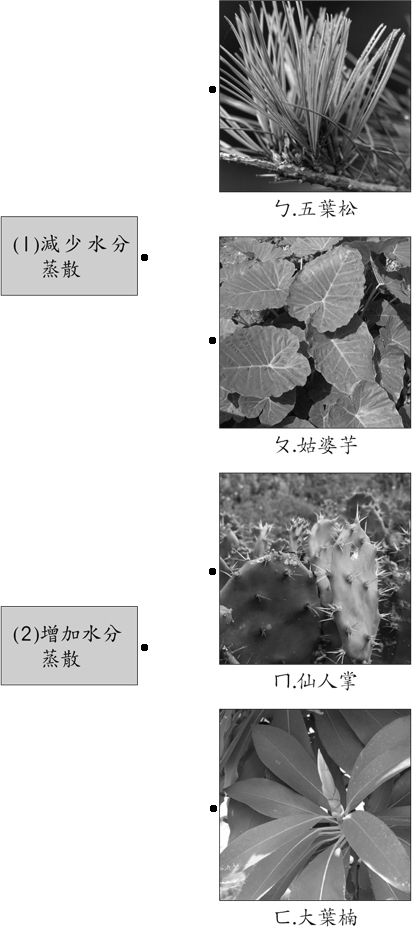 ㄅ.五葉松
(1)減少水分
蒸散
ㄆ.姑婆芋
ㄇ.仙人掌
(2)增加水分
蒸散
ㄈ.大葉楠